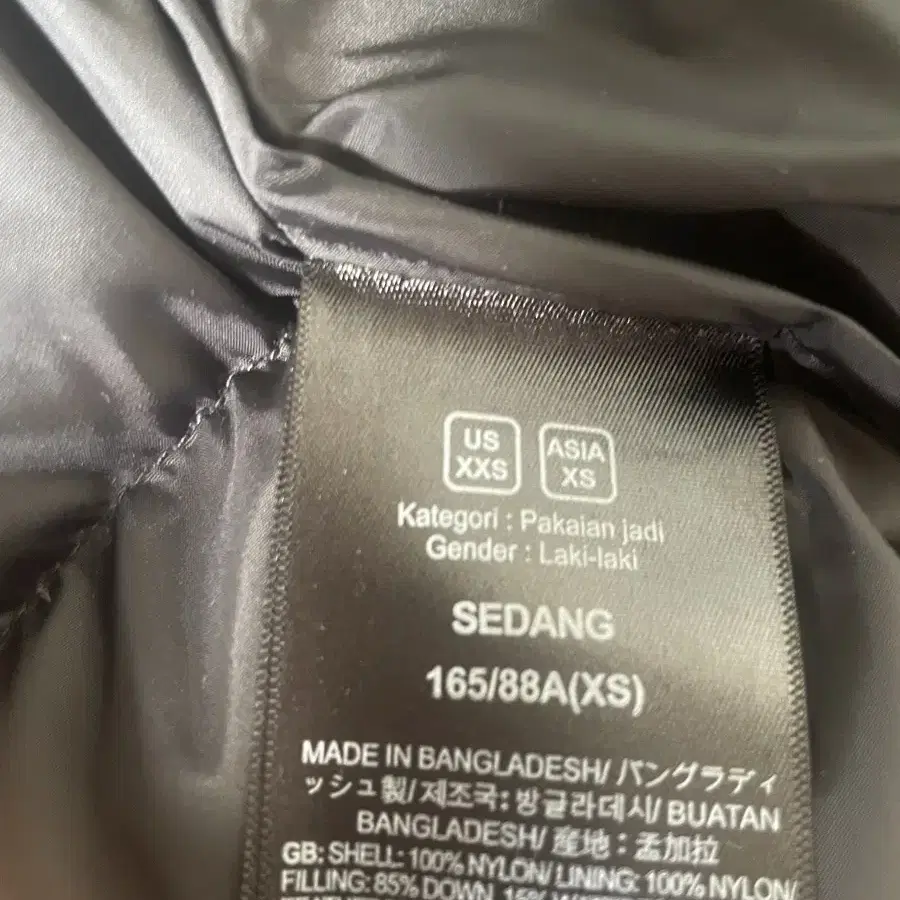 US
XXS
ASIA
XS
Kategori : Pakaian jadi
Gender : Laki-laki
SEDANG
165/88A(XS)
MADE IN BANGLADESH/ バングラディ
ッシュ製/제조국: 방글라데시/ BUATAN
BANGLADESH/ 産地：孟加拉
GB: SHELL: 100% NYLON/ LINING: 100% NYLON/
FILLING: 85% DOWN, 15%